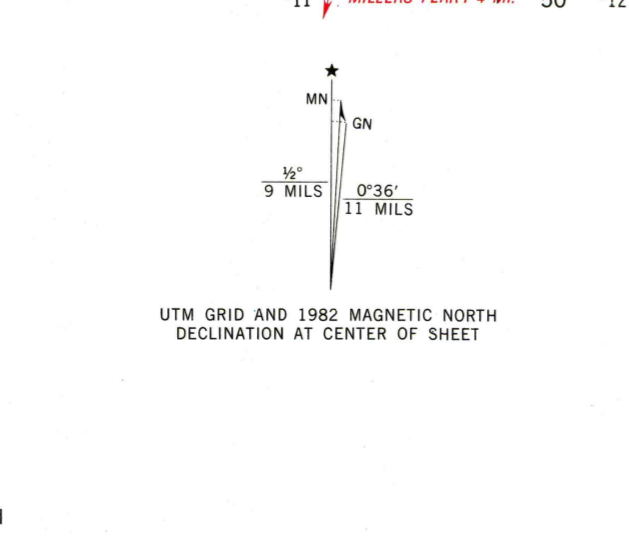 11 MILLERS FERRY 4 MI. 50 12
★
MN
GN
½°
9 MILS
0°36′
11 MILS
UTM GRID AND 1982 MAGNETIC NORTH
DECLINATION AT CENTER OF SHEET